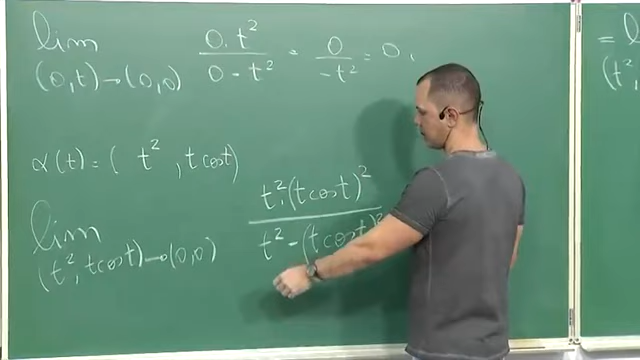 lim (0,t)→(0,0) 0.t² / 0 - t² = 0 / -t² = 0,
α(t) = ( t² , t cost)
lim (t², t cost)→(0,0) t².(t cost)² / t² - (t cost)²
= l
(t²,